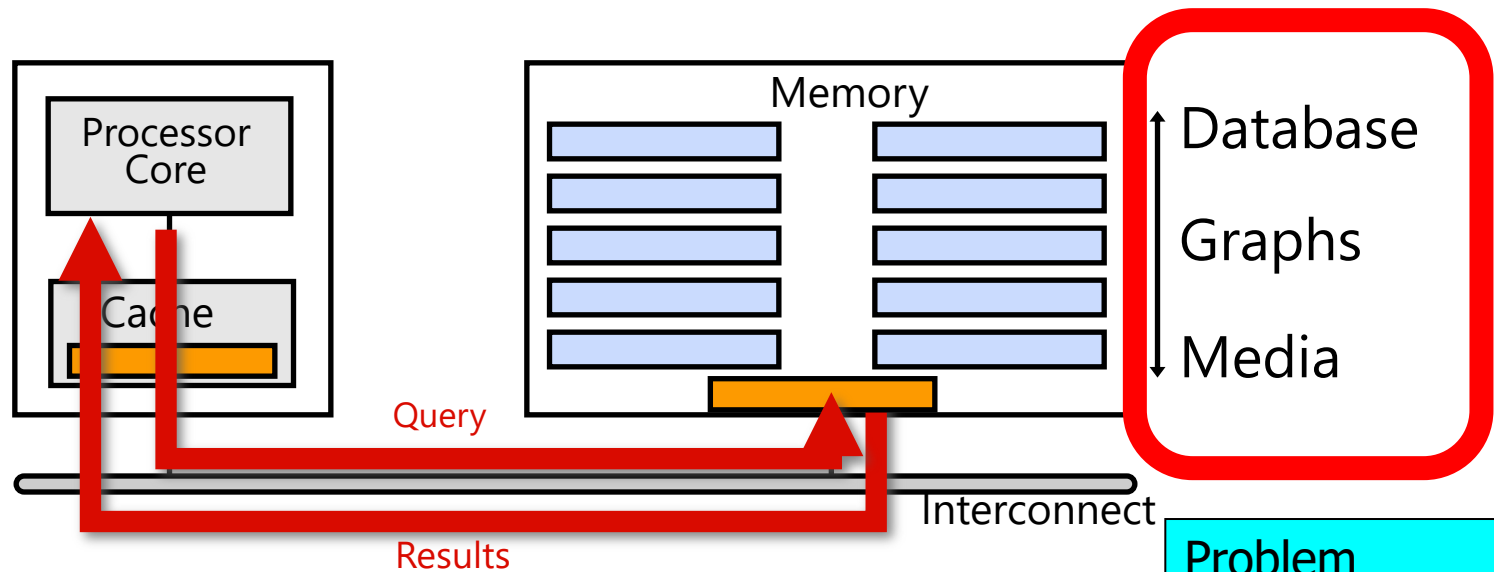 Memory
Processor
Core
Cache
Database
Graphs
Media
Query
Interconnect
Results
Problem